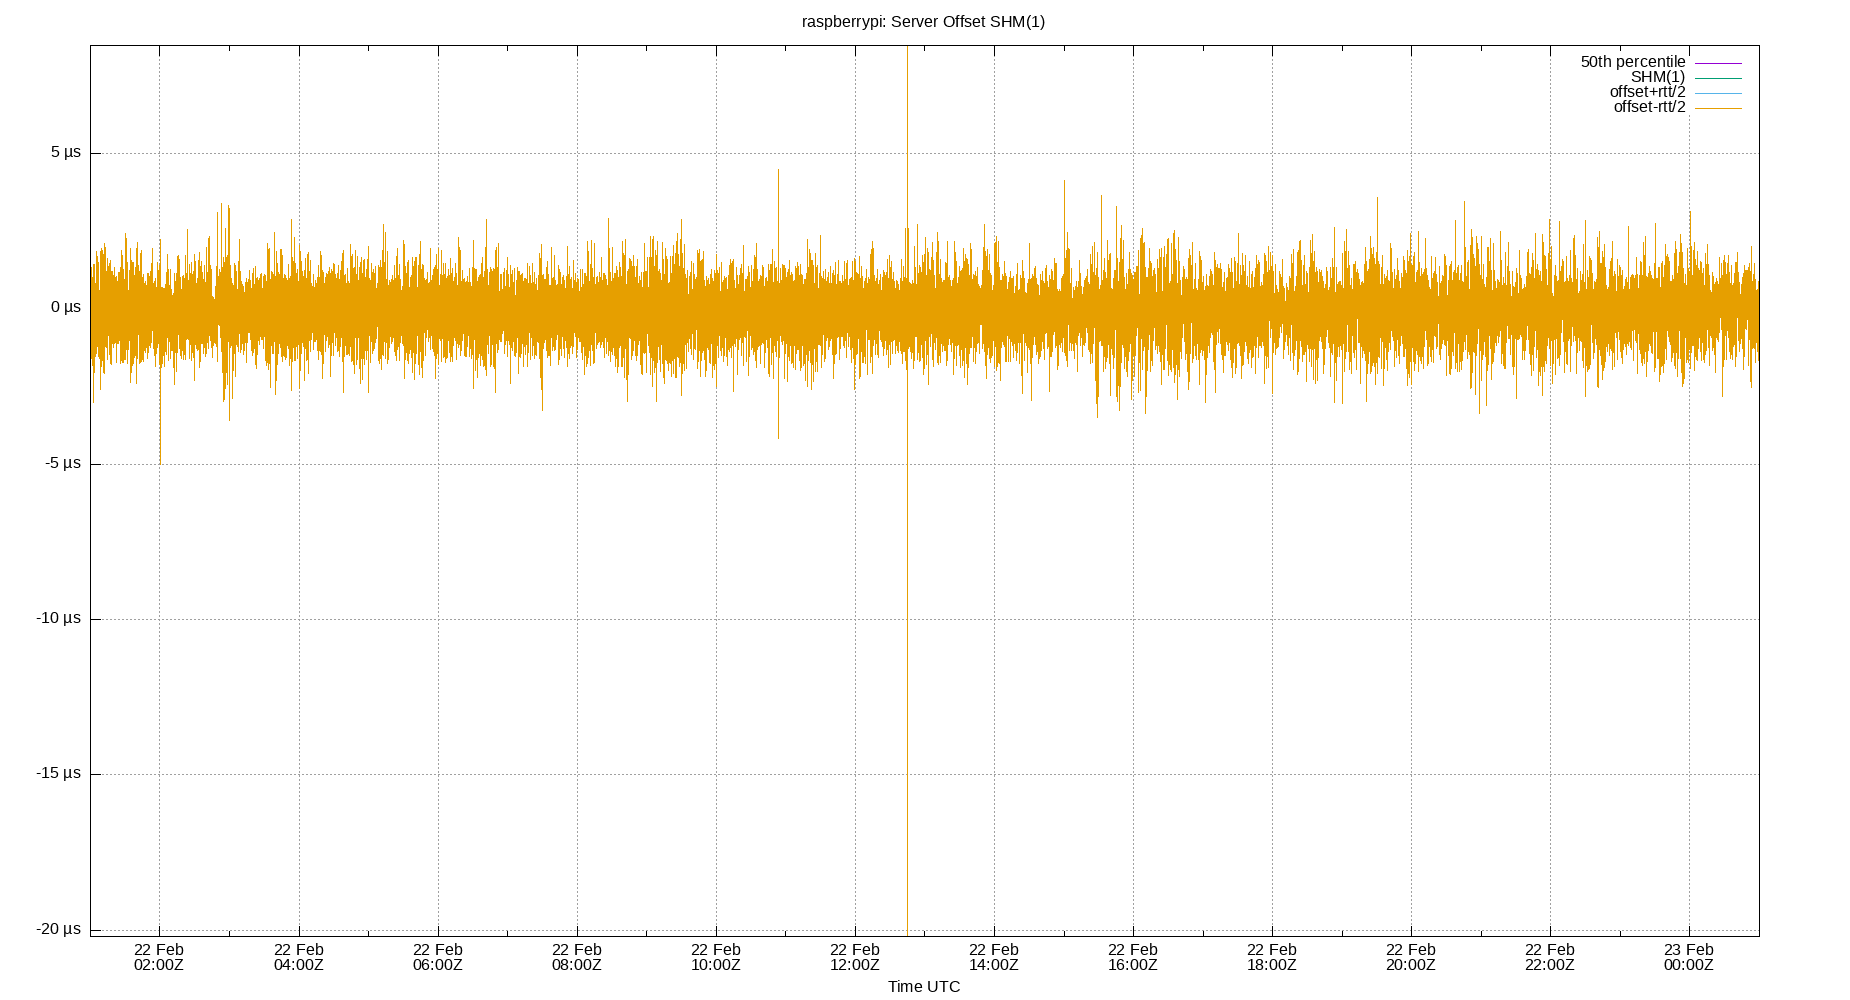 raspberrypi: Server Offset SHM(1)
50th percentile
SHM(1)
offset+rtt/2
offset-rtt/2
5 µs
0 µs
-5 µs
-10 µs
-15 µs
-20 µs
22 Feb 22 Feb 22 Feb 22 Feb 22 Feb 22 Feb 22 Feb 22 Feb 22 Feb 22 Feb 22 Feb 23 Feb
02:00Z 04:00Z 06:00Z 08:00Z 10:00Z 12:00Z 14:00Z 16:00Z 18:00Z 20:00Z 22:00Z 00:00Z
Time UTC